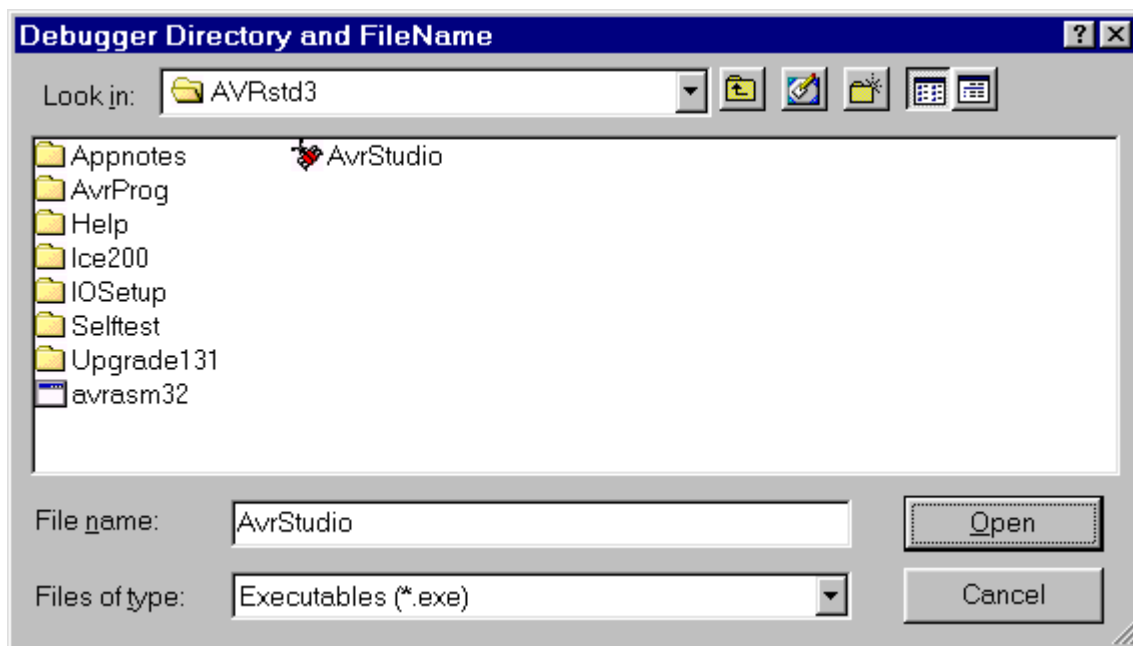 Debugger Directory and FileName
Look in: AVRstd3
Appnotes AvrStudio
AvrProg
Help
Ice200
IOSetup
Selftest
Upgrade131
avrasm32
File name: AvrStudio Open
Files of type: Executables (*.exe) Cancel